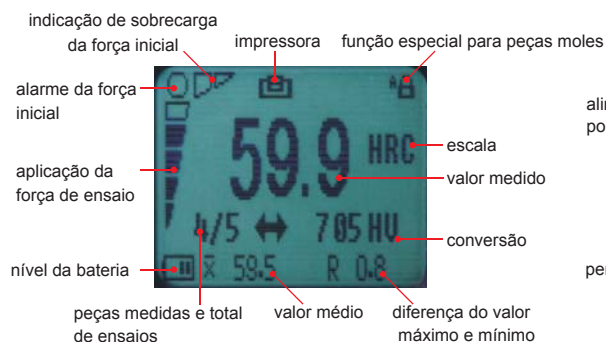 indicação de sobrecarga
da força inicial
impressora
função especial para peças moles
alarme da força
inicial
aplicação da
força de ensaio
nível da bateria
59.9
HRC
4/5 ↔ 705 HV
x̅ 59.5 R 0.8
escala
valor medido
conversão
peças medidas e total
de ensaios
valor médio
diferença do valor
máximo e mínimo